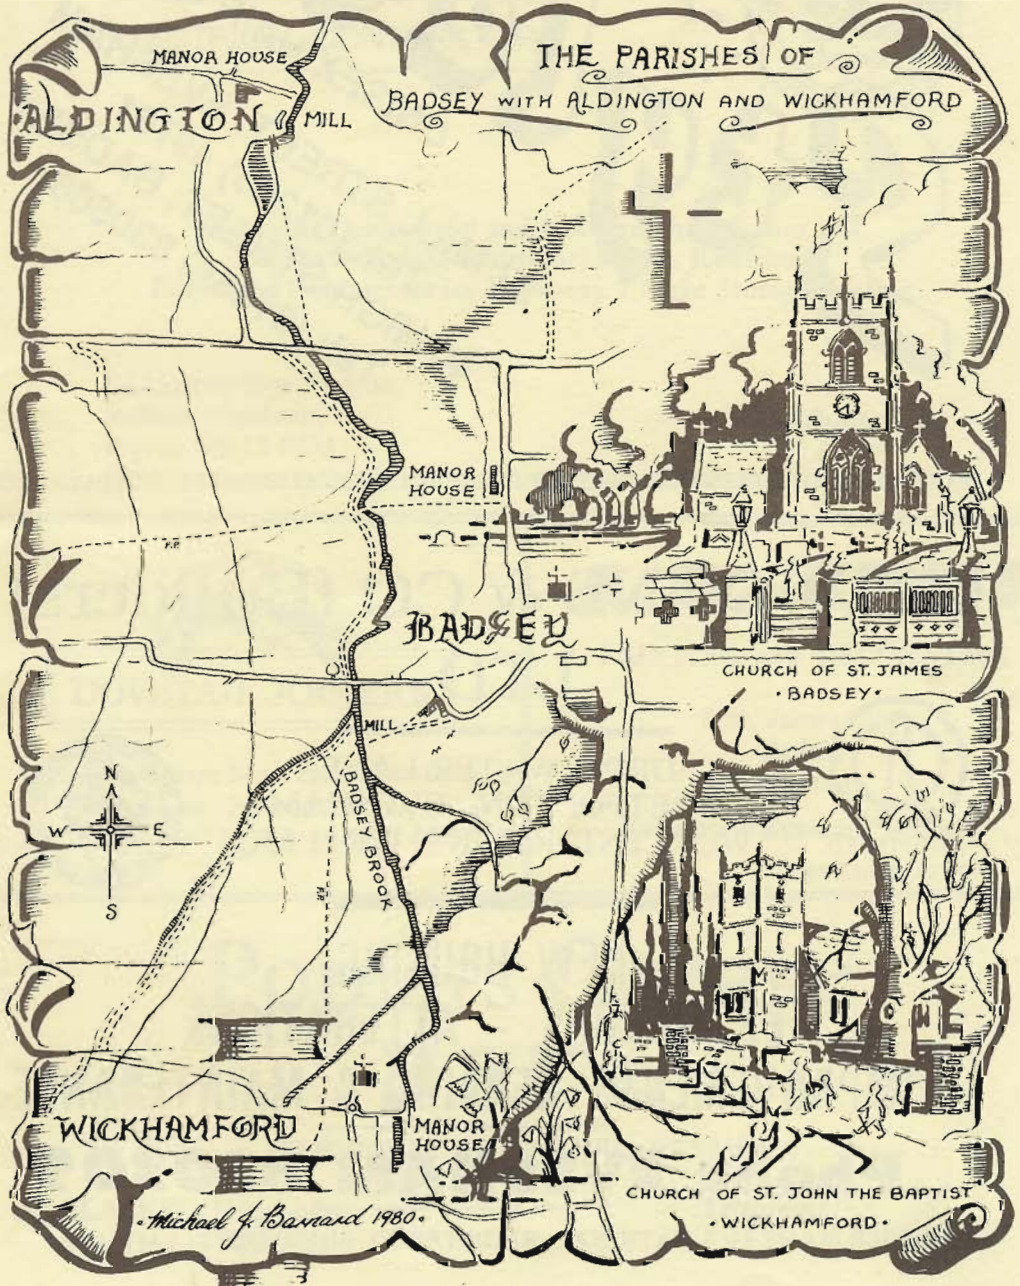 THE PARISHES OF
BADSEY WITH ALDINGTON AND WICKHAMFORD
MANOR HOUSE
ALDINGTON
MILL
MANOR
HOUSE
F.P.
BADSEY
CHURCH OF ST. JAMES
· BADSEY ·
MILL
N
W E
S
BADSEY BROOK
F.P.
WICKHAMFORD
MANOR
HOUSE
CHURCH OF ST. JOHN THE BAPTIST
· WICKHAMFORD ·
· Michael J. Barnard 1980 ·